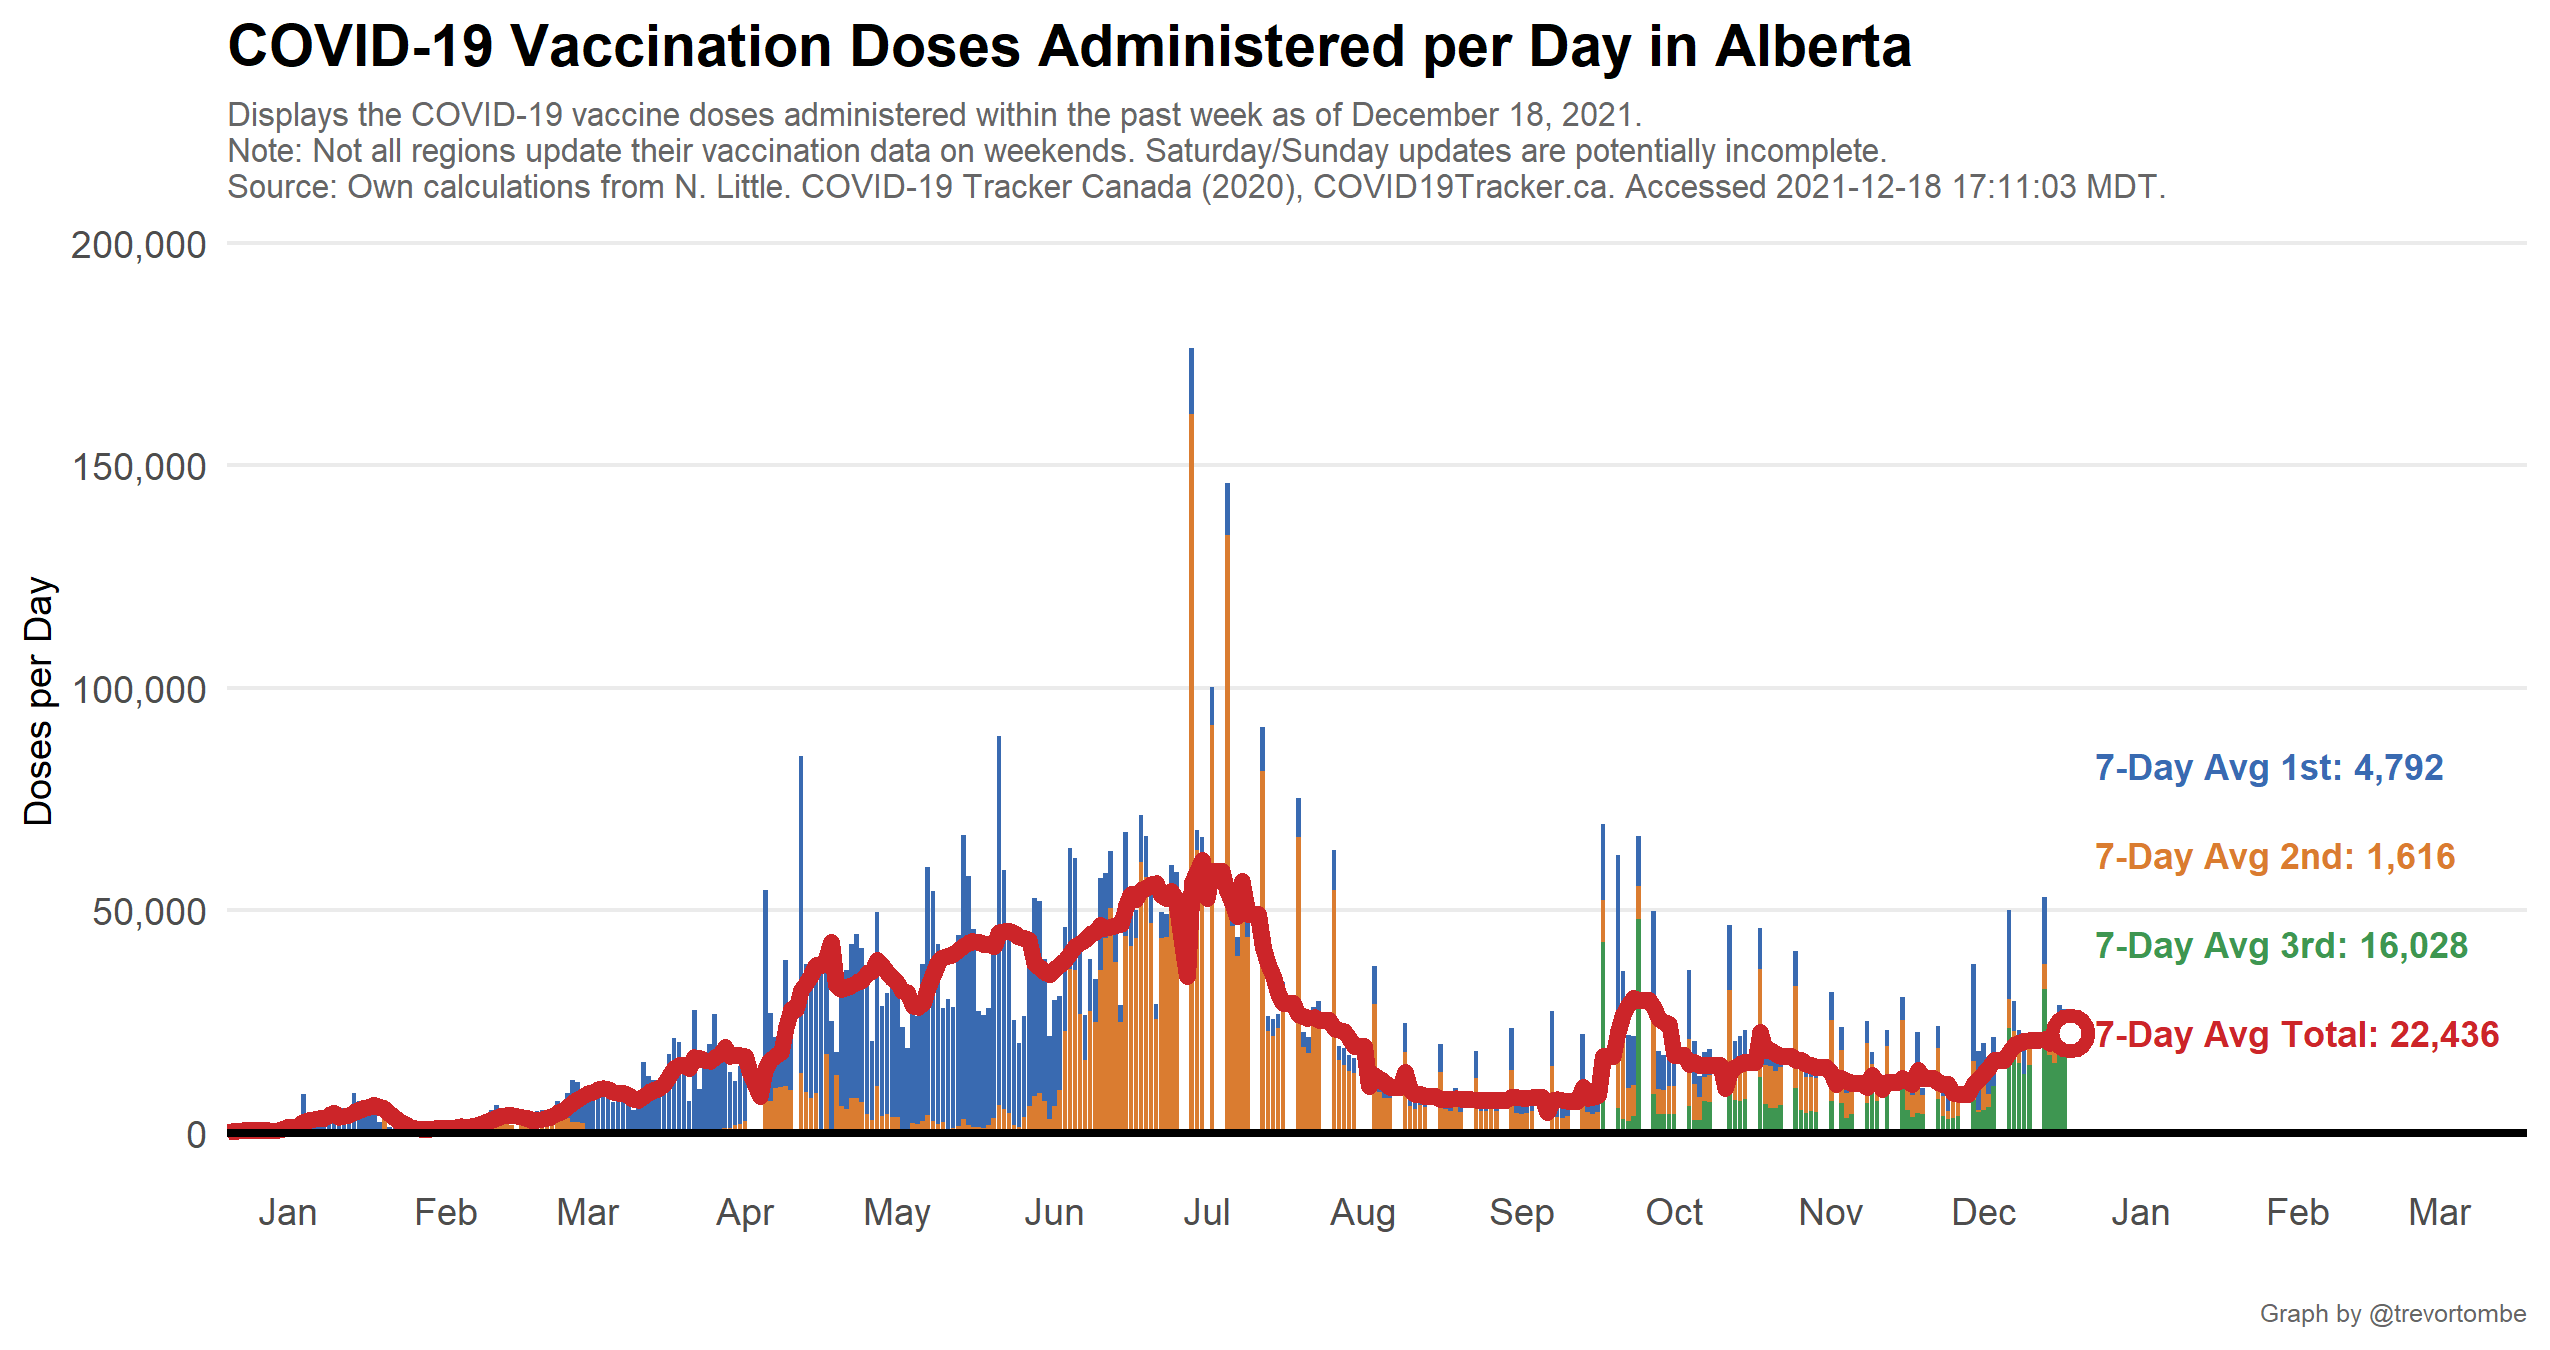 COVID-19 Vaccination Doses Administered per Day in Alberta
Displays the COVID-19 vaccine doses administered within the past week as of December 18, 2021.
Note: Not all regions update their vaccination data on weekends. Saturday/Sunday updates are potentially incomplete.
Source: Own calculations from N. Little. COVID-19 Tracker Canada (2020), COVID19Tracker.ca. Accessed 2021-12-18 17:11:03 MDT.
200,000
150,000
100,000
50,000
0
Doses per Day
7-Day Avg 1st: 4,792
7-Day Avg 2nd: 1,616
7-Day Avg 3rd: 16,028
7-Day Avg Total: 22,436
Jan Feb Mar Apr May Jun Jul Aug Sep Oct Nov Dec Jan Feb Mar
Graph by @trevortombe